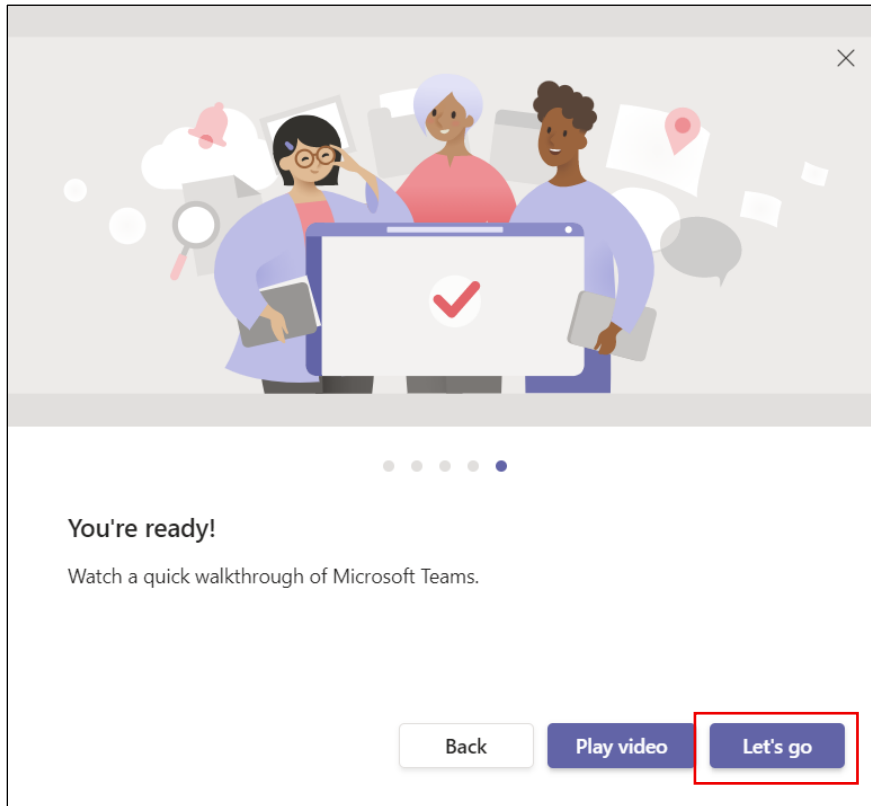 You're ready!
Watch a quick walkthrough of Microsoft Teams.
Back
Play video
Let's go